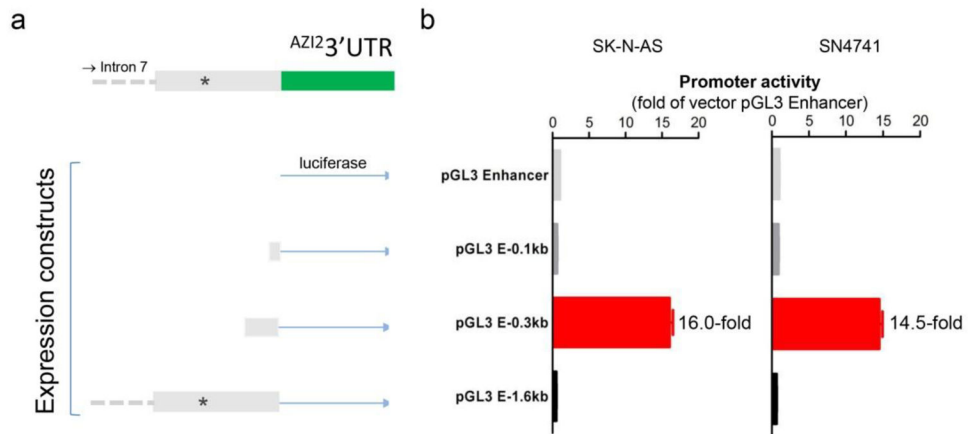 a
AZI2 3'UTR
→ Intron 7
*
luciferase
Expression constructs
*
b
SK-N-AS
SN4741
Promoter activity
(fold of vector pGL3 Enhancer)
0 5 10 15 20
0 5 10 15 20
pGL3 Enhancer
pGL3 E-0.1kb
pGL3 E-0.3kb
16.0-fold
14.5-fold
pGL3 E-1.6kb